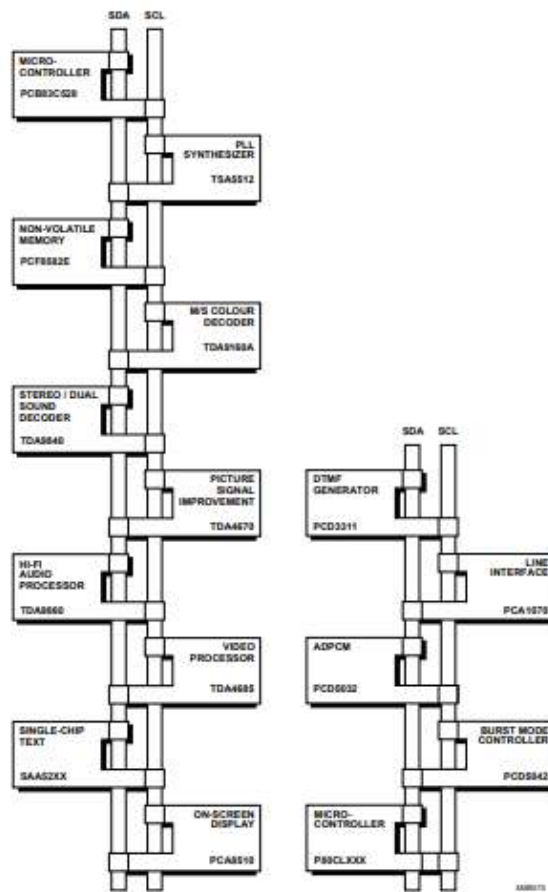 SDA SCL
MICRO-
CONTROLLER
PCB83C528
PLL
SYNTHESIZER
TSA5512
NON-VOLATILE
MEMORY
PCF8582E
M/S COLOUR
DECODER
TDA9160A
STEREO / DUAL
SOUND
DECODER
TDA9840
PICTURE
SIGNAL
IMPROVEMENT
TDA4670
HI-FI
AUDIO
PROCESSOR
TDA9860
VIDEO
PROCESSOR
TDA4685
SINGLE-CHIP
TEXT
SAA52XX
ON-SCREEN
DISPLAY
PCA8510
SDA SCL
DTMF
GENERATOR
PCD3311
LINE
INTERFACE
PCA1070
ADPCM
PCD5032
BURST MODE
CONTROLLER
PCD5042
MICRO-
CONTROLLER
P80CLXXX